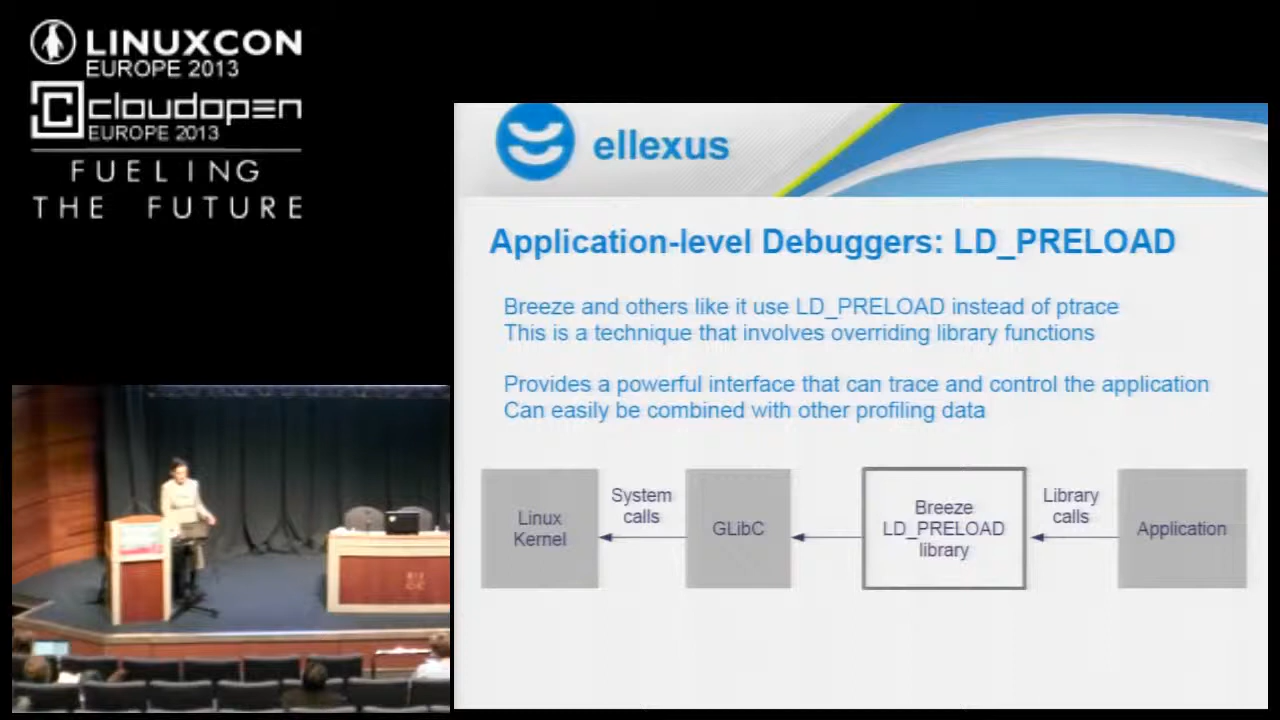 LINUXCON
EUROPE 2013
cloudopen
EUROPE 2013
FUELING
THE FUTURE
ellexus
Application-level Debuggers: LD_PRELOAD
Breeze and others like it use LD_PRELOAD instead of ptrace
This is a technique that involves overriding library functions
Provides a powerful interface that can trace and control the application
Can easily be combined with other profiling data
Linux
Kernel
System
calls
GLibC
Breeze
LD_PRELOAD
library
Library
calls
Application